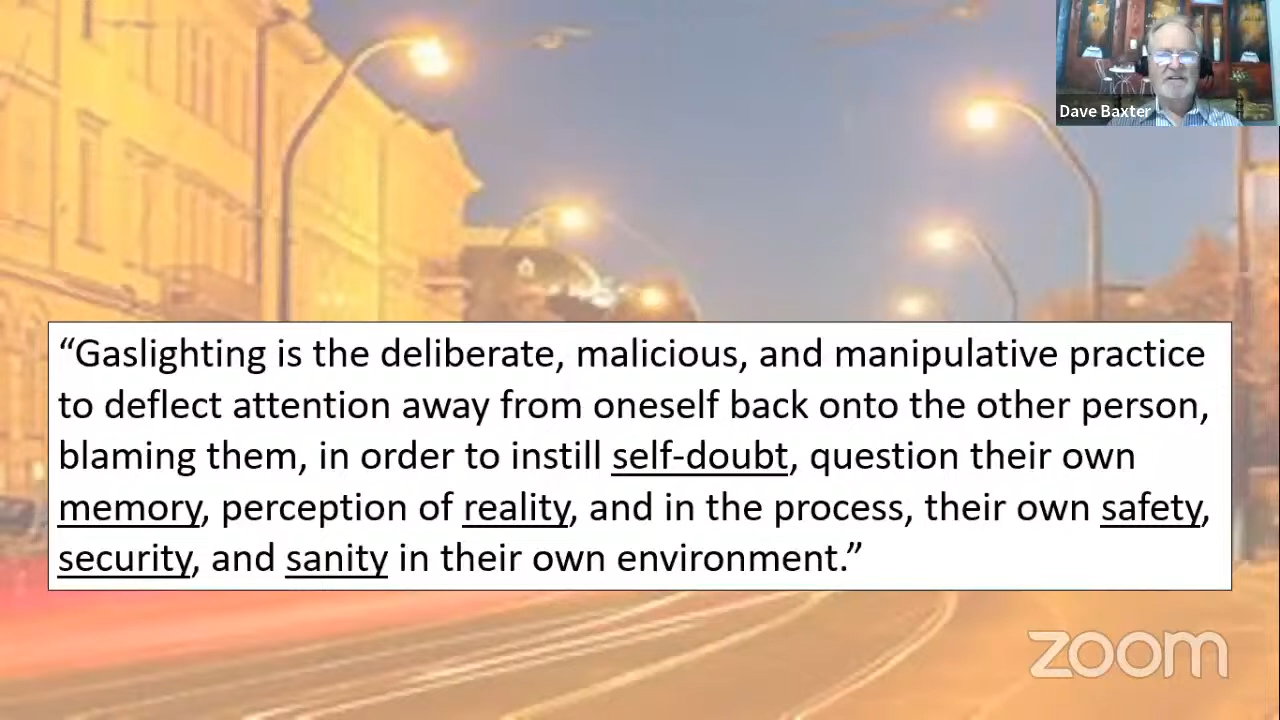 Dave Baxter
“Gaslighting is the deliberate, malicious, and manipulative practice
to deflect attention away from oneself back onto the other person,
blaming them, in order to instill self-doubt, question their own
memory, perception of reality, and in the process, their own safety,
security, and sanity in their own environment.”
zoom